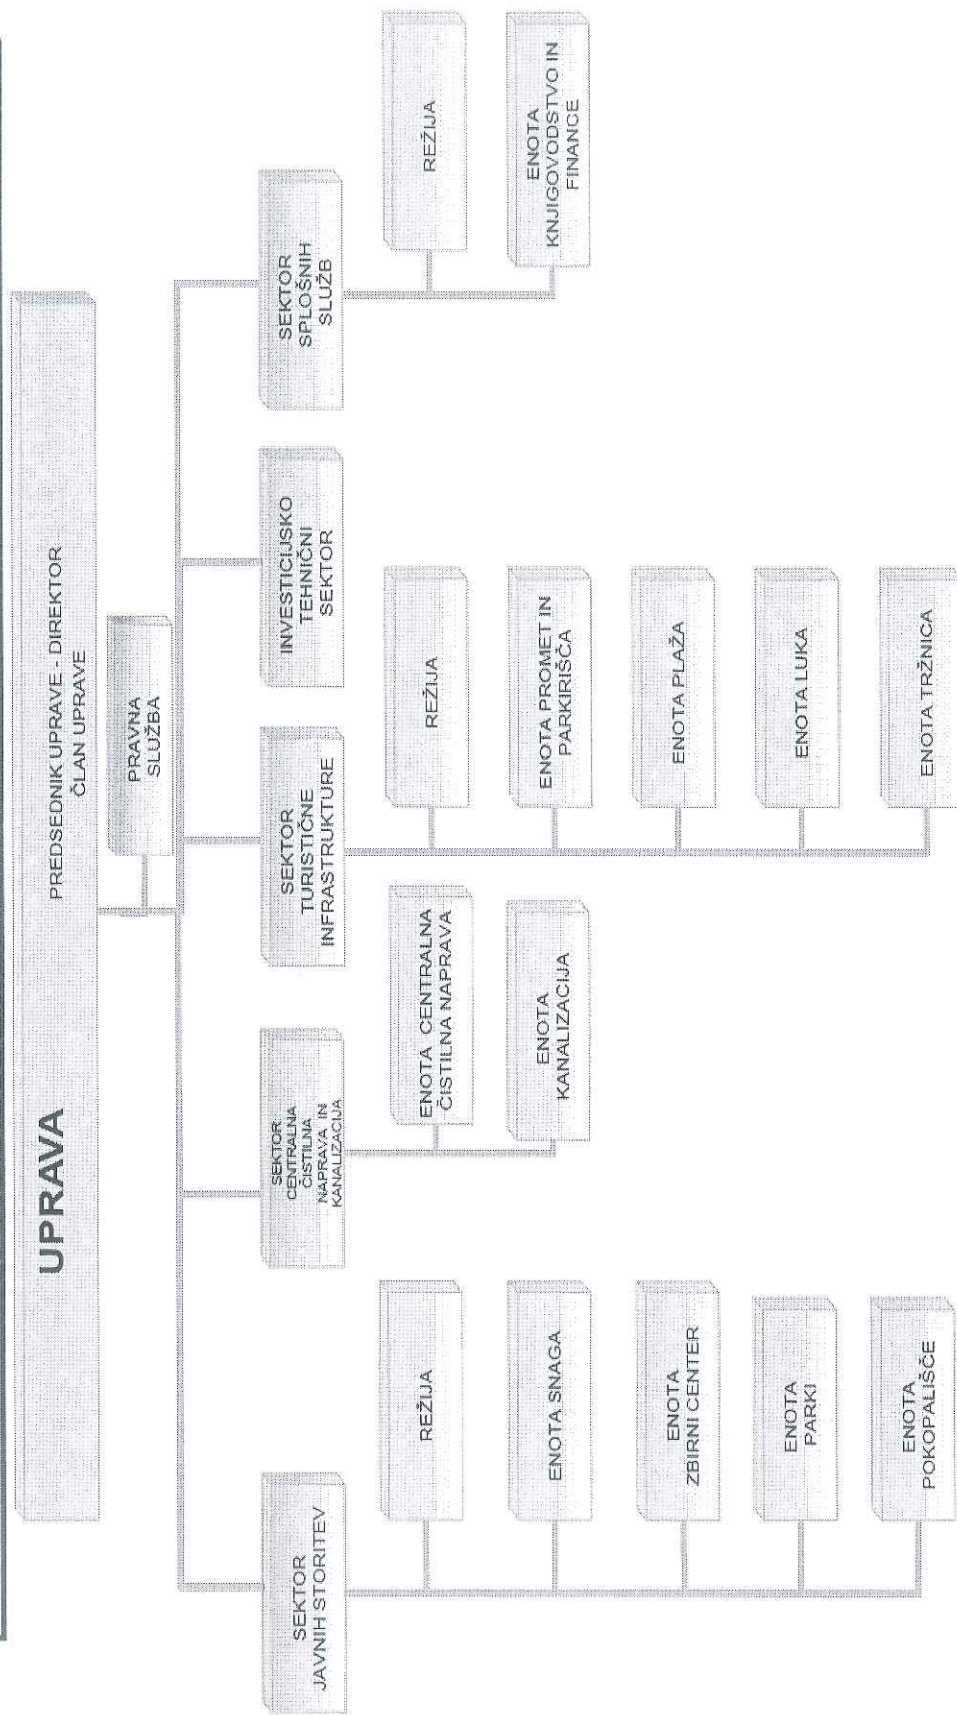 UPRAVA
PREDSEDNIK UPRAVE - DIREKTOR
ČLAN UPRAVE
PRAVNA
SLUŽBA
SEKTOR
JAVNIH STORITEV
REŽIJA
ENOTA SNAGA
ENOTA
ZBIRNI CENTER
ENOTA
PARKI
ENOTA
POKOPALIŠČE
SEKTOR
CENTRALNA
ČISTILNA
NAPRAVA IN
KANALIZACIJA
ENOTA CENTRALNA
ČISTILNA NAPRAVA
ENOTA
KANALIZACIJA
SEKTOR
TURISTIČNE
INFRASTRUKTURE
REŽIJA
ENOTA PROMET IN
PARKIRIŠČA
ENOTA PLAŽA
ENOTA LUKA
ENOTA TRŽNICA
INVESTICIJSKO
TEHNIČNI
SEKTOR
SEKTOR
SPLOŠNIH
SLUŽB
REŽIJA
ENOTA
KNJIGOVODSTVO IN
FINANCE